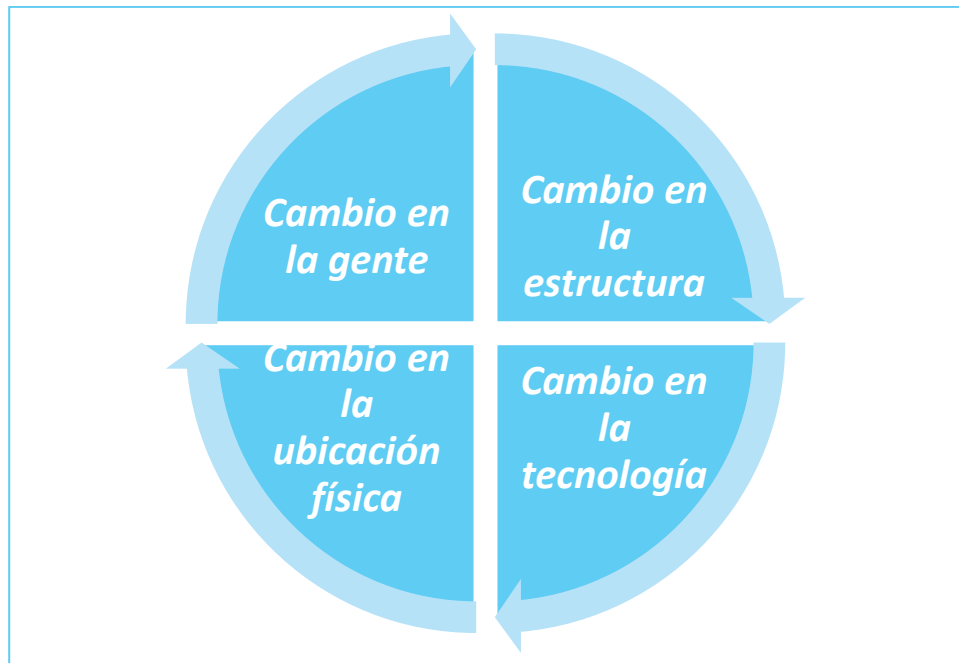 Cambio en
la gente
Cambio en
la
estructura
Cambio en
la
ubicación
física
Cambio en
la
tecnología